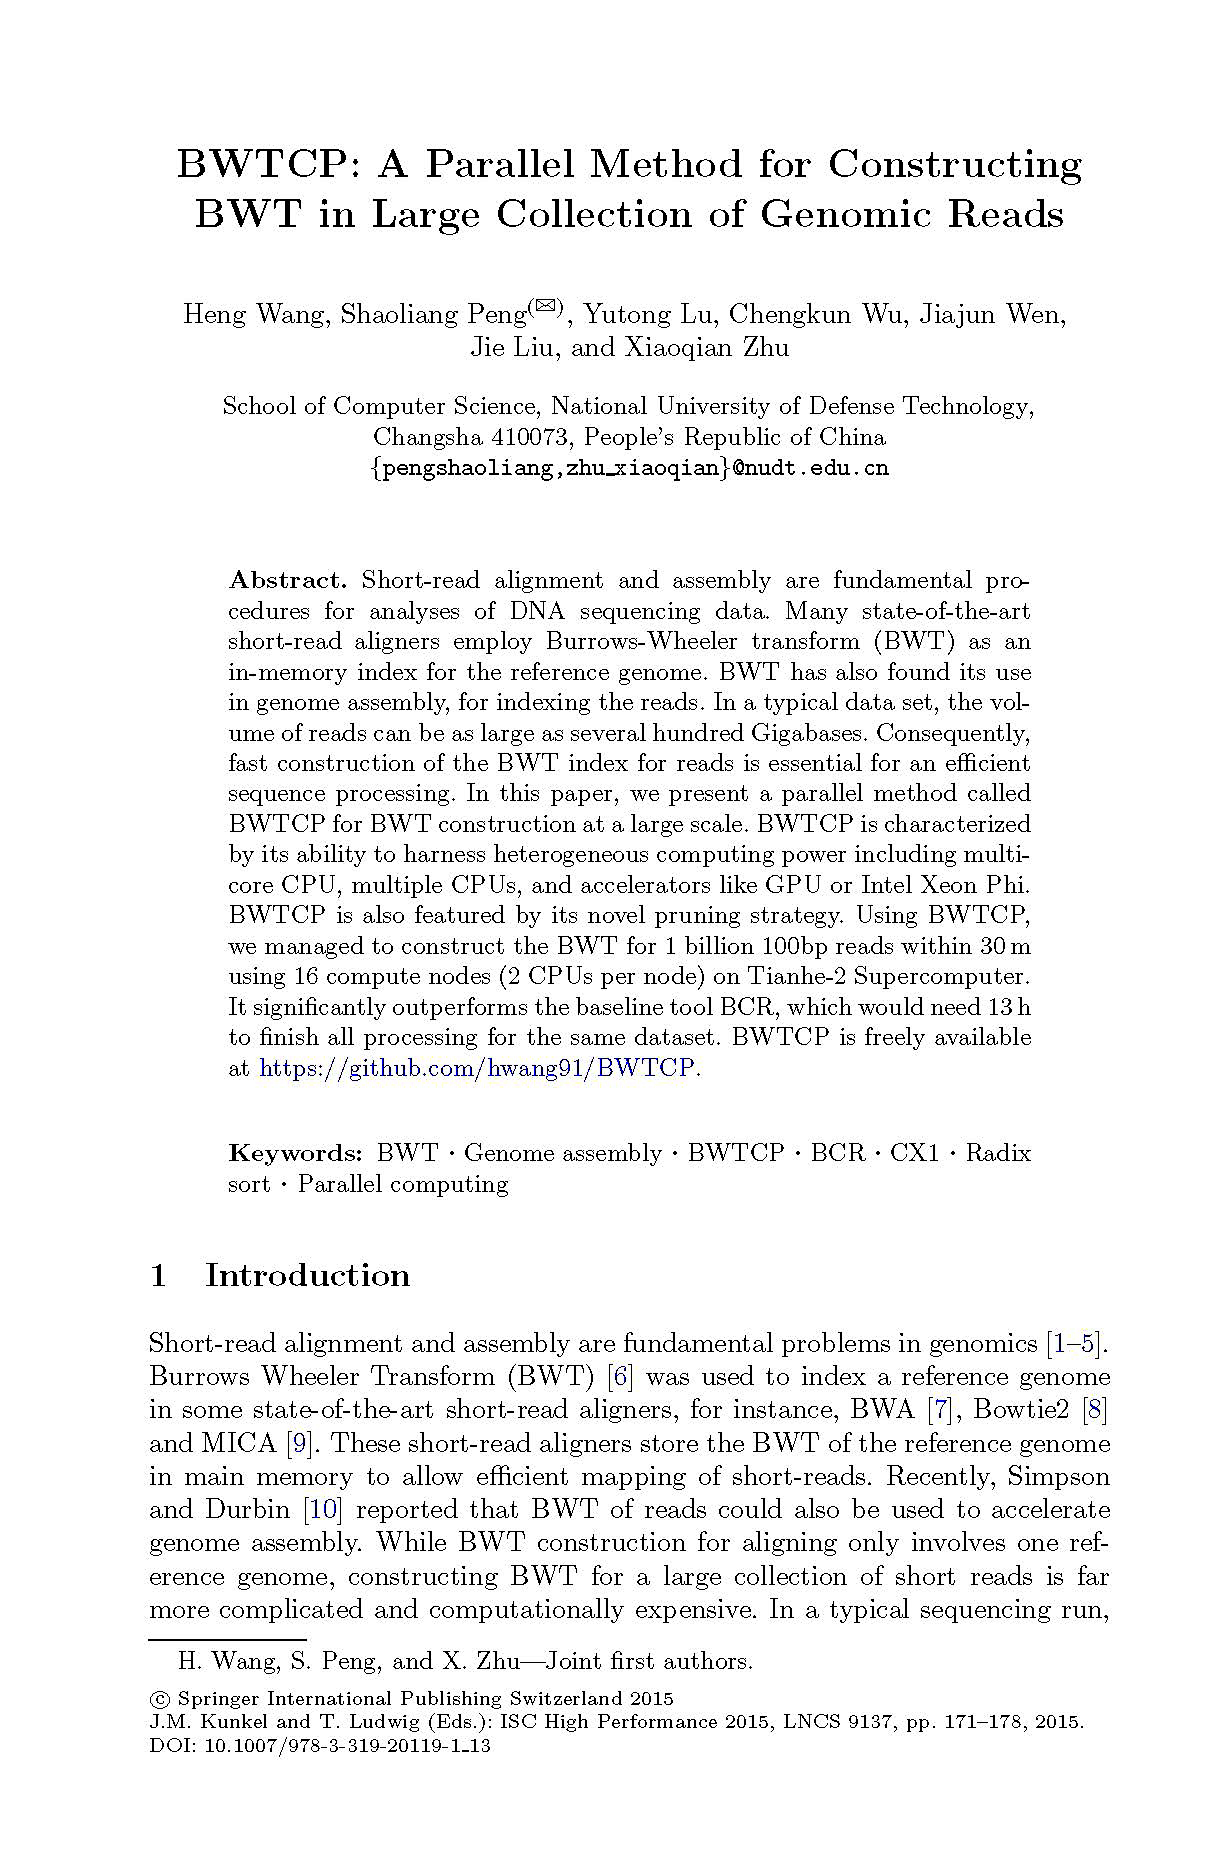 BWTCP: A Parallel Method for Constructing
BWT in Large Collection of Genomic Reads
Heng Wang, Shaoliang Peng(✉), Yutong Lu, Chengkun Wu, Jiajun Wen,
Jie Liu, and Xiaoqian Zhu
School of Computer Science, National University of Defense Technology,
Changsha 410073, People's Republic of China
{pengshaoliang,zhu_xiaoqian}@nudt.edu.cn
Abstract. Short-read alignment and assembly are fundamental pro-
cedures for analyses of DNA sequencing data. Many state-of-the-art
short-read aligners employ Burrows-Wheeler transform (BWT) as an
in-memory index for the reference genome. BWT has also found its use
in genome assembly, for indexing the reads. In a typical data set, the vol-
ume of reads can be as large as several hundred Gigabases. Consequently,
fast construction of the BWT index for reads is essential for an efficient
sequence processing. In this paper, we present a parallel method called
BWTCP for BWT construction at a large scale. BWTCP is characterized
by its ability to harness heterogeneous computing power including multi-
core CPU, multiple CPUs, and accelerators like GPU or Intel Xeon Phi.
BWTCP is also featured by its novel pruning strategy. Using BWTCP,
we managed to construct the BWT for 1 billion 100bp reads within 30 m
using 16 compute nodes (2 CPUs per node) on Tianhe-2 Supercomputer.
It significantly outperforms the baseline tool BCR, which would need 13 h
to finish all processing for the same dataset. BWTCP is freely available
at https://github.com/hwang91/BWTCP.
Keywords: BWT · Genome assembly · BWTCP · BCR · CX1 · Radix
sort · Parallel computing
1 Introduction
Short-read alignment and assembly are fundamental problems in genomics [1–5].
Burrows Wheeler Transform (BWT) [6] was used to index a reference genome
in some state-of-the-art short-read aligners, for instance, BWA [7], Bowtie2 [8]
and MICA [9]. These short-read aligners store the BWT of the reference genome
in main memory to allow efficient mapping of short-reads. Recently, Simpson
and Durbin [10] reported that BWT of reads could also be used to accelerate
genome assembly. While BWT construction for aligning only involves one ref-
erence genome, constructing BWT for a large collection of short reads is far
more complicated and computationally expensive. In a typical sequencing run,
H. Wang, S. Peng, and X. Zhu—Joint first authors.
© Springer International Publishing Switzerland 2015
J.M. Kunkel and T. Ludwig (Eds.): ISC High Performance 2015, LNCS 9137, pp. 171–178, 2015.
DOI: 10.1007/978-3-319-20119-1_13